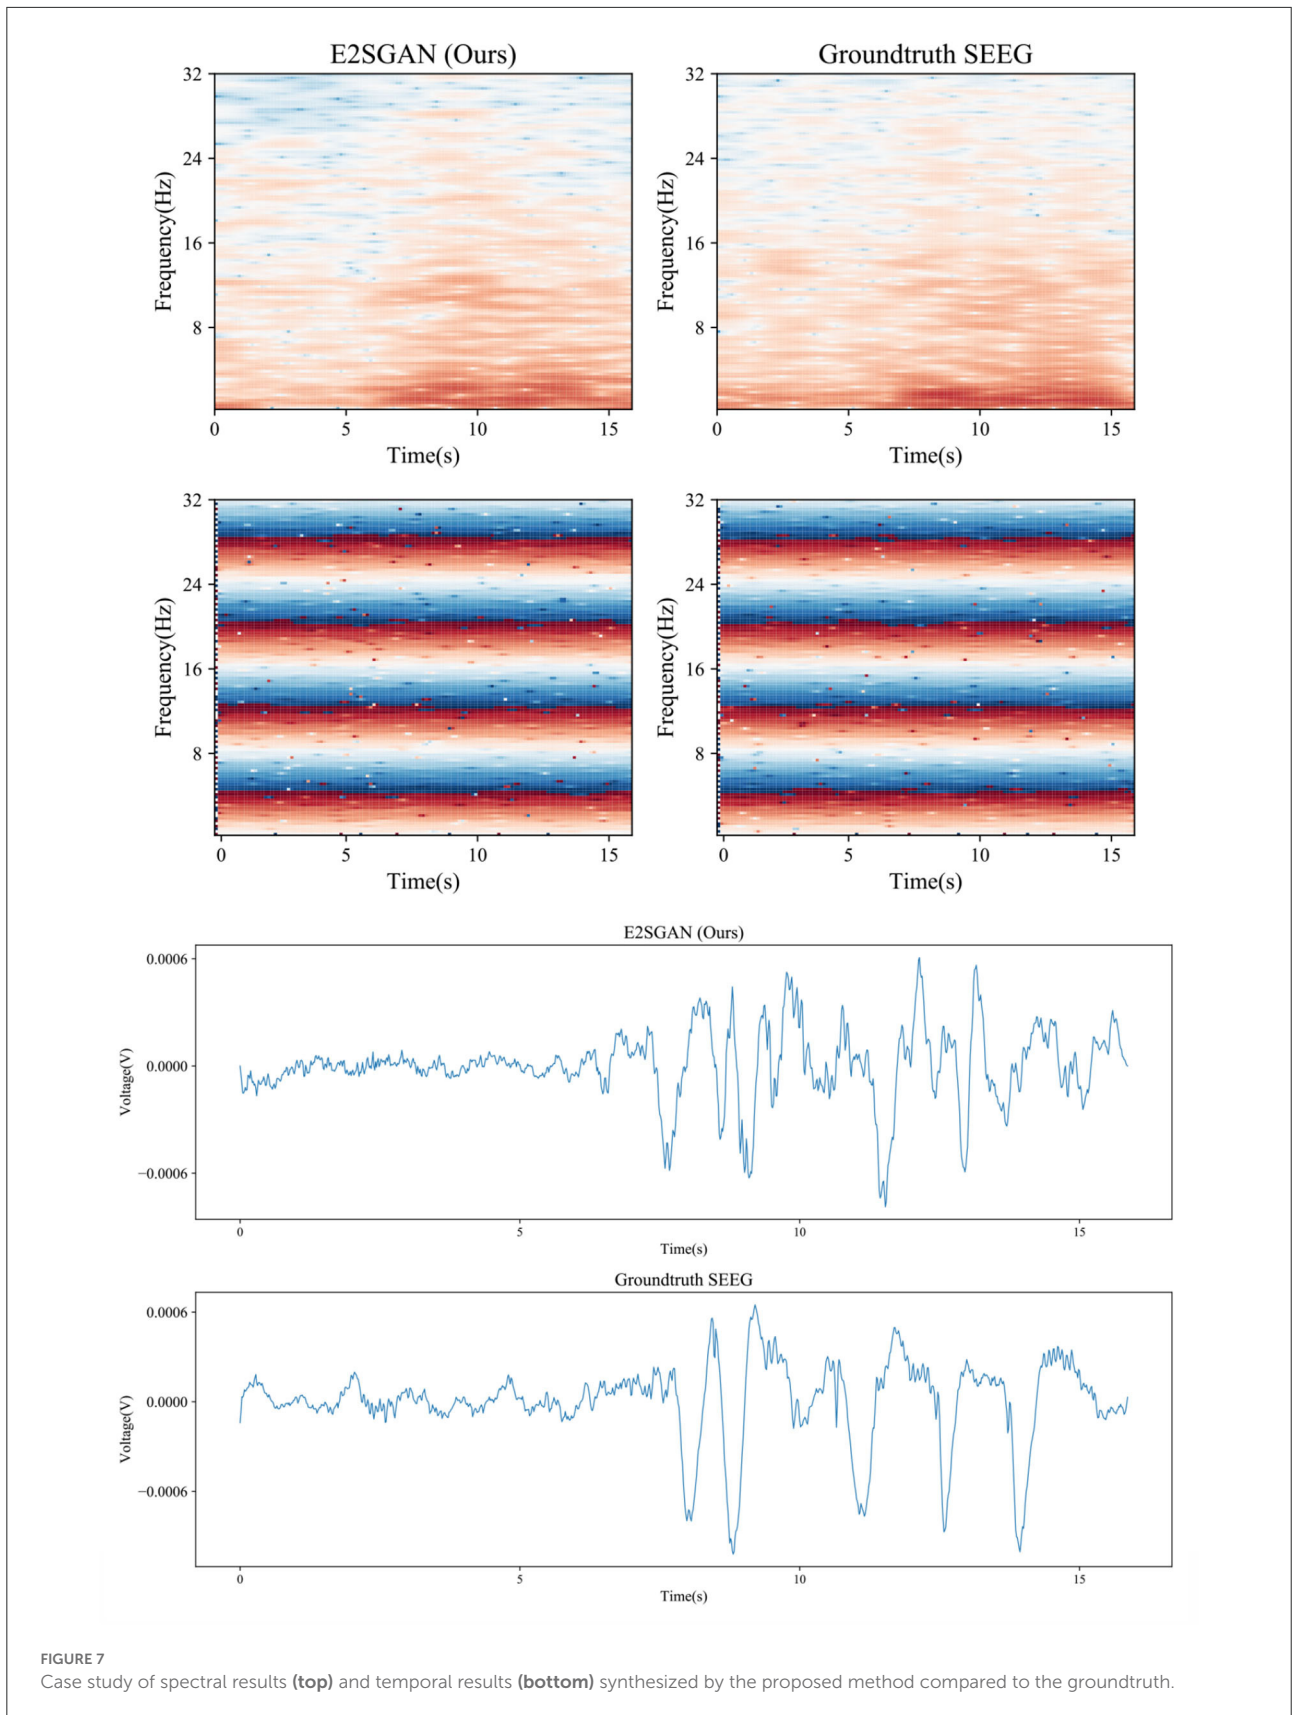 E2SGAN (Ours)
Groundtruth SEEG
32
24
16
8
Frequency(Hz)
0 5 10 15
Time(s)
32
24
16
8
Frequency(Hz)
0 5 10 15
Time(s)
32
24
16
8
Frequency(Hz)
0 5 10 15
Time(s)
32
24
16
8
Frequency(Hz)
0 5 10 15
Time(s)
E2SGAN (Ours)
0.0006
0.0000
−0.0006
Voltage(V)
0 5 10 15
Time(s)
Groundtruth SEEG
0.0006
0.0000
−0.0006
Voltage(V)
0 5 10 15
Time(s)
FIGURE 7
Case study of spectral results (top) and temporal results (bottom) synthesized by the proposed method compared to the groundtruth.